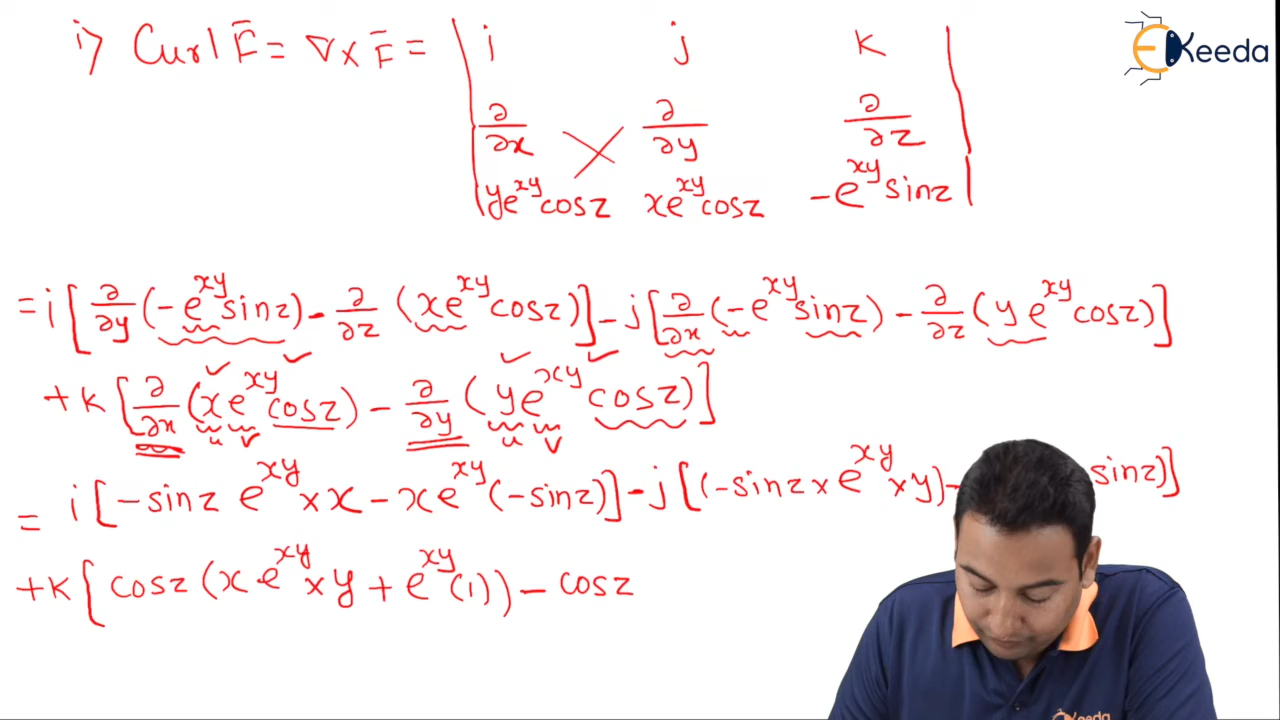 i) Curl F̄ = ∇ × F̄ = | i j k |
∂/∂x ∂/∂y ∂/∂z
ye^xy cosz xe^xy cosz -e^xy sinz
EKeeda
= i[∂/∂y (-e^xy sinz) - ∂/∂z (xe^xy cosz)] - j[∂/∂x (-e^xy sinz) - ∂/∂z (ye^xy cosz)]
+ k[∂/∂x (xe^xy cosz) - ∂/∂y (ye^xy cosz)]
u v u v
= i[-sinz e^xy × x - xe^xy (-sinz)] - j[(-sinz × e^xy × y) - sinz)]
+ k[cosz (x·e^xy × y + e^xy (1)) - cosz
Keeda